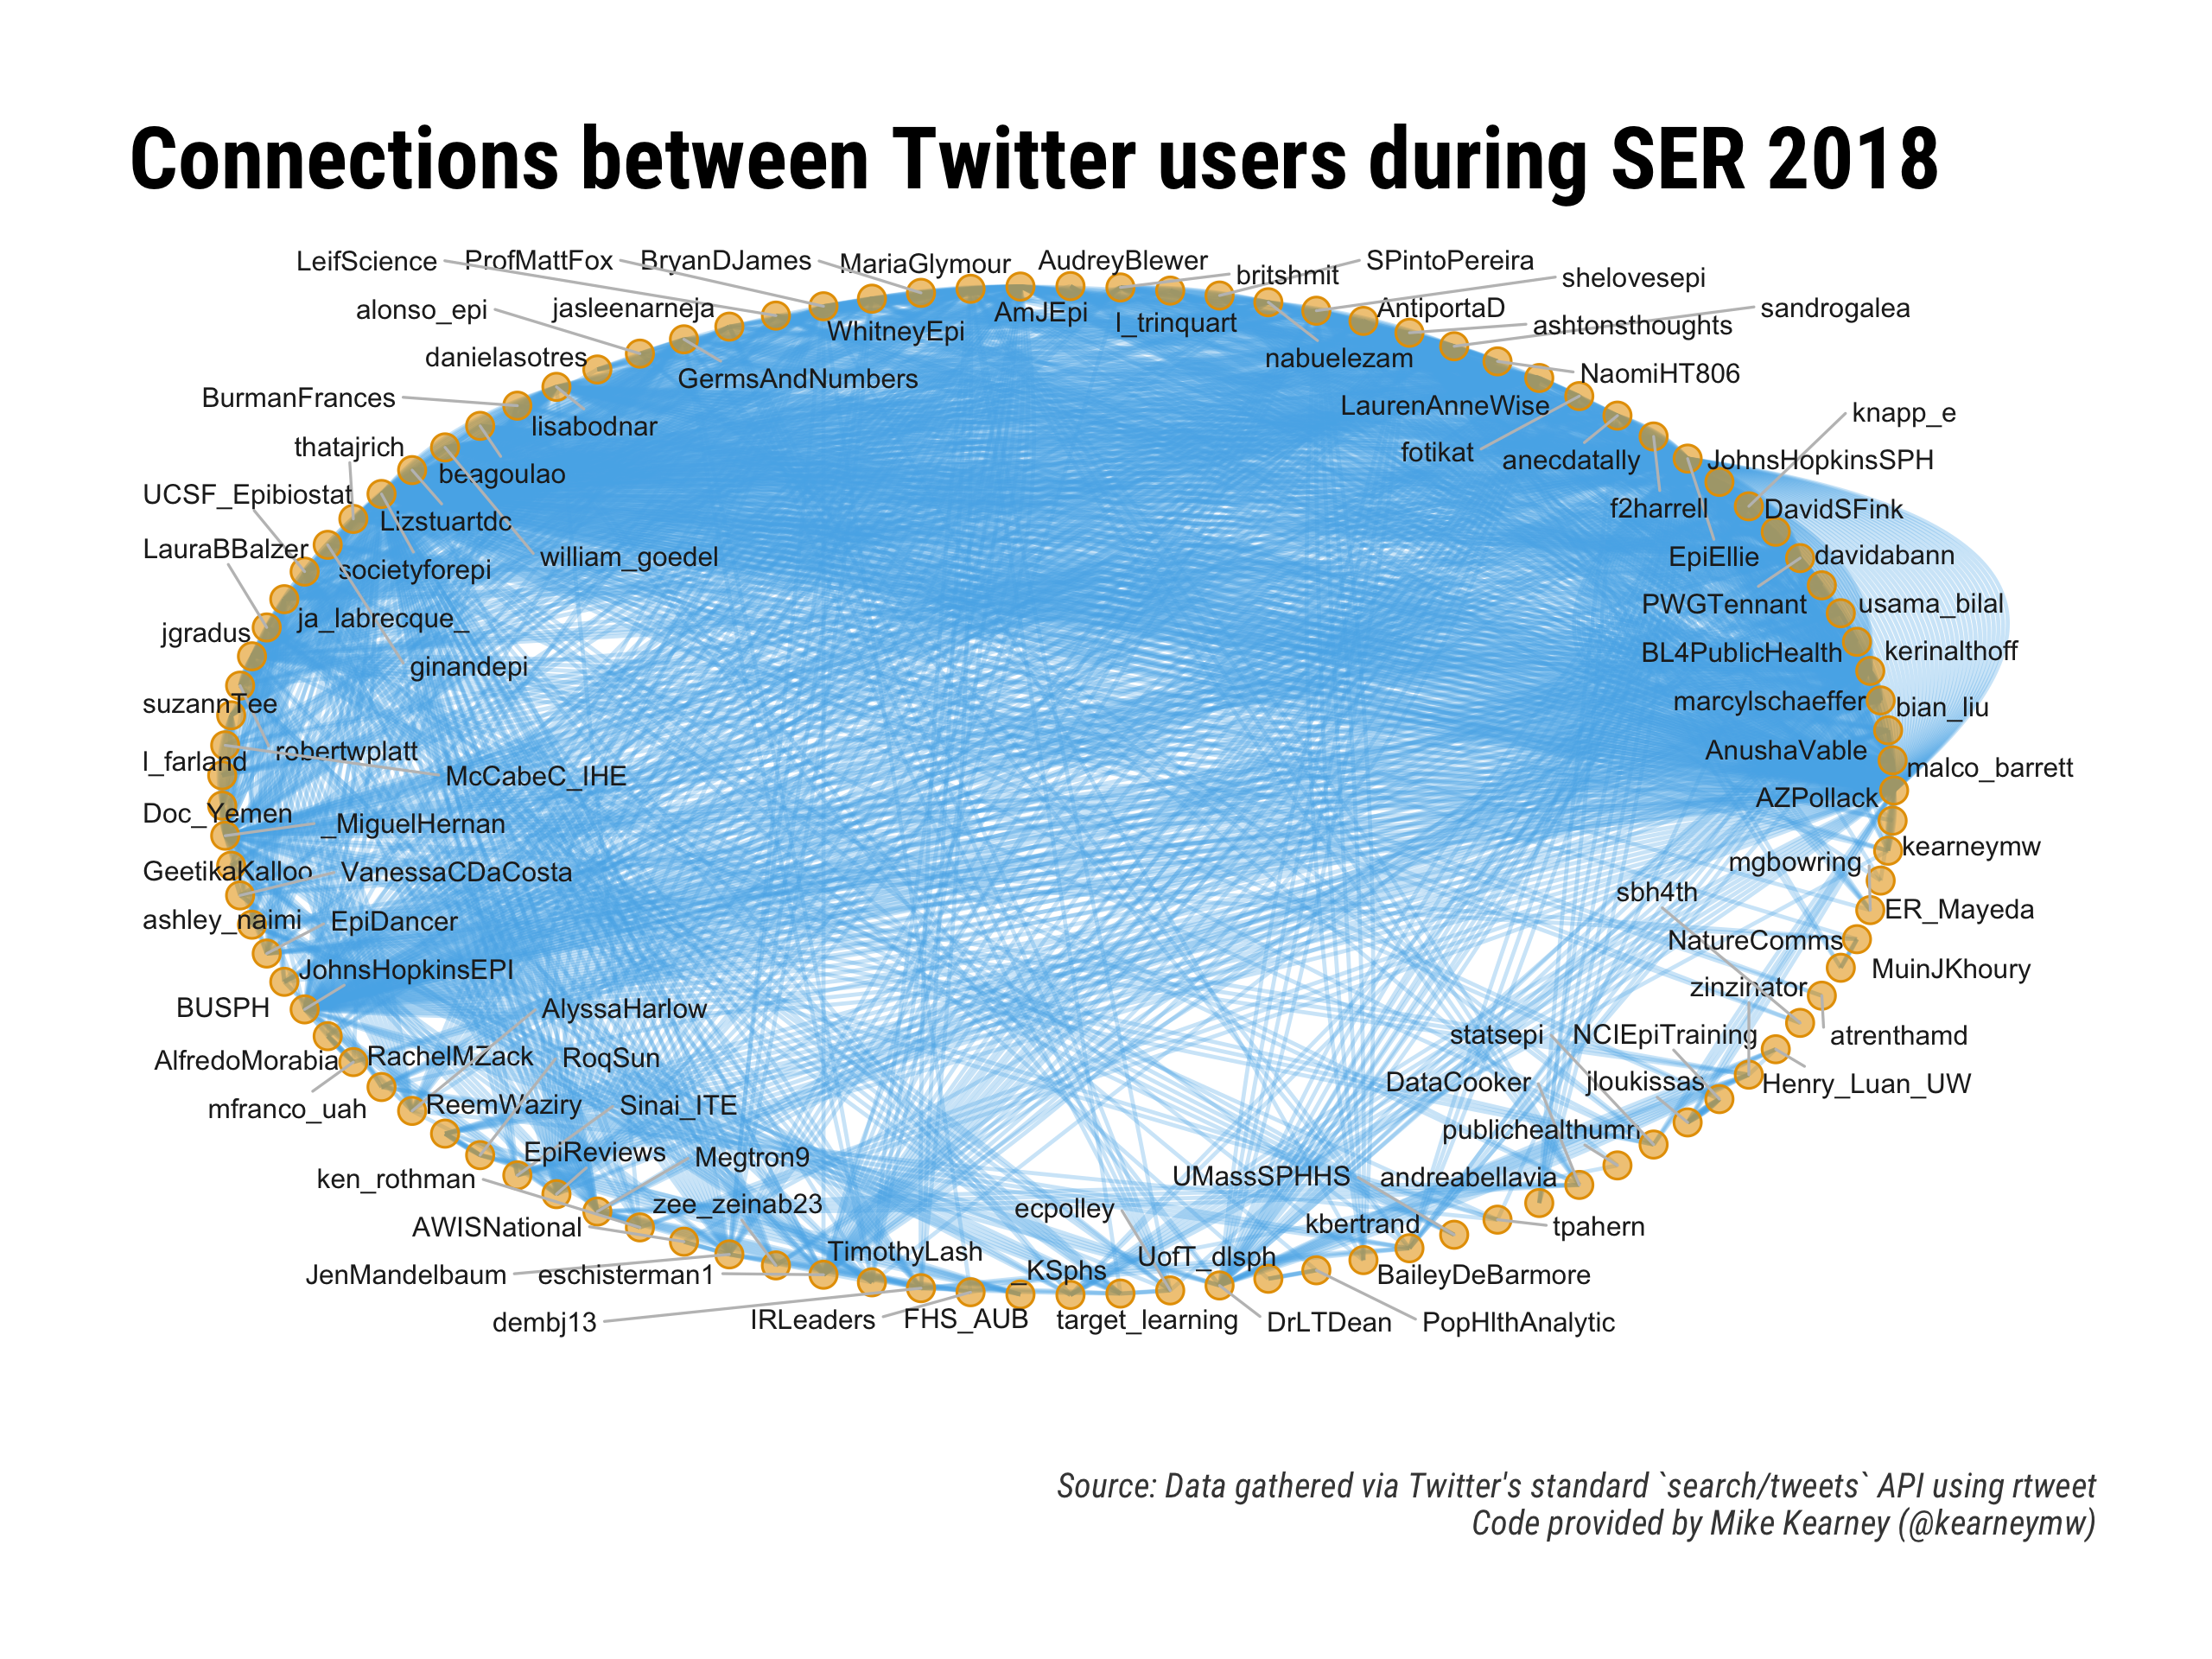 Connections between Twitter users during SER 2018
LeifScience
ProfMattFox
BryanDJames
MariaGlymour
AudreyBlewer
britshmit
SPintoPereira
shelovesepi
alonso_epi
jasleenarneja
WhitneyEpi
AmJEpi
l_trinquart
AntiportaD
ashtonsthoughts
sandrogalea
danielasotres
GermsAndNumbers
nabuelezam
NaomiHT806
BurmanFrances
lisabodnar
LaurenAnneWise
knapp_e
thatajrich
beagoulao
fotikat
anecdatally
JohnsHopkinsSPH
UCSF_Epibiostat
Lizstuartdc
f2harrell
DavidSFink
LauraBBalzer
societyforepi
william_goedel
EpiEllie
davidabann
jgradus
ja_labrecque_
PWGTennant
usama_bilal
ginandepi
BL4PublicHealth
kerinalthoff
suzannTee
marcylschaeffer
bian_liu
robertwplatt
l_farland
McCabeC_IHE
AnushaVable
malco_barrett
Doc_Yemen
_MiguelHernan
AZPollack
GeetikaKalloo
VanessaCDaCosta
mgbowring
kearneymw
ashley_naimi
EpiDancer
sbh4th
ER_Mayeda
JohnsHopkinsEPI
NatureComms
MuinJKhoury
BUSPH
AlyssaHarlow
zinzinator
atrenthamd
AlfredoMorabia
RachelMZack
RoqSun
statsepi
NCIEpiTraining
mfranco_uah
ReemWaziry
Sinai_ITE
DataCooker
jloukissas
Henry_Luan_UW
ken_rothman
EpiReviews
Megtron9
publichealthumn
UMassSPHHS
andreabellavia
AWISNational
zee_zeinab23
ecpolley
kbertrand
tpahern
JenMandelbaum
eschisterman1
TimothyLash
_KSphs
UofT_dlsph
BaileyDeBarmore
dembj13
IRLeaders
FHS_AUB
target_learning
DrLTDean
PopHlthAnalytic
Source: Data gathered via Twitter's standard `search/tweets` API using rtweet
Code provided by Mike Kearney (@kearneymw)